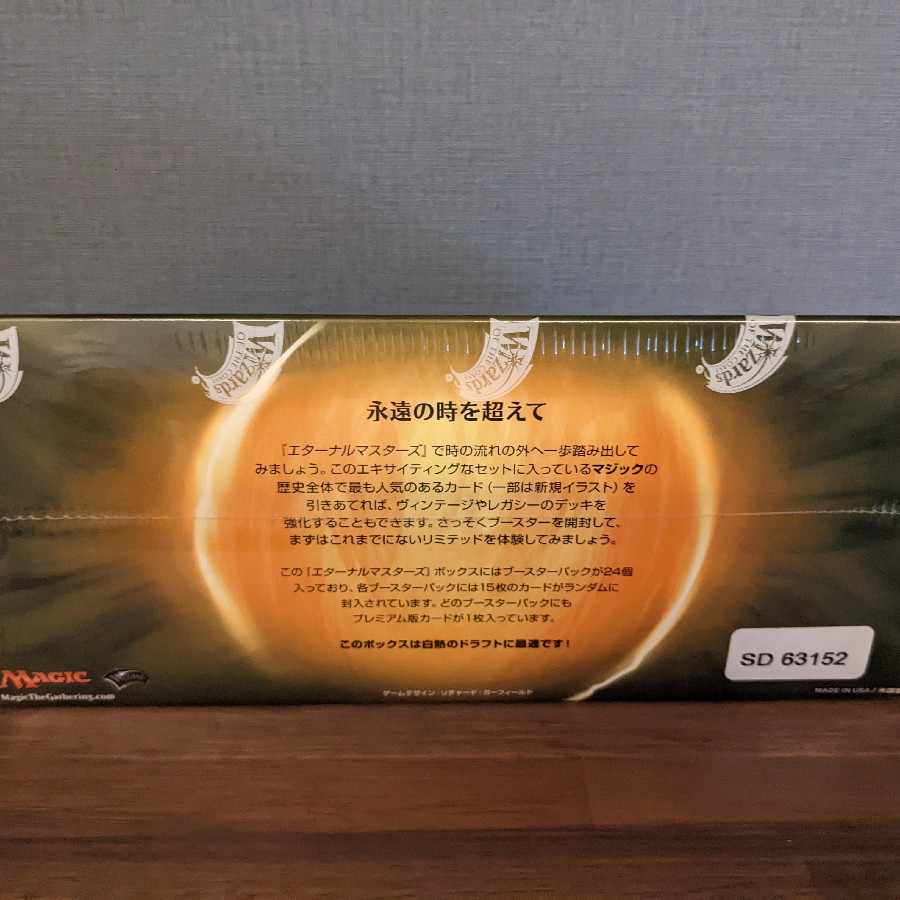 Wizards OF THE COAST ®
Wizards OF THE COAST ®
Wizards OF THE COAST ®
永遠の時を超えて
『エターナルマスターズ』で時の流れの外へ一歩踏み出して
みましょう。このエキサイティングなセットに入っているマジックの
歴史全体で最も人気のあるカード（一部は新規イラスト）を
引きあてれば、ヴィンテージやレガシーのデッキを
強化することもできます。さっそくブースターを開封して、
まずはこれまでにないリミテッドを体験してみましょう。
この『エターナルマスターズ』ボックスにはブースターパックが24個
入っており、各ブースターパックには15枚のカードがランダムに
封入されています。どのブースターパックにも
プレミアム版カードが1枚入っています。
このボックスは白熱のドラフトに最適です！
SD 63152
MAGIC
MagicTheGathering.com
ゲームデザイン：リチャード・ガーフィールド
MADE IN USA /